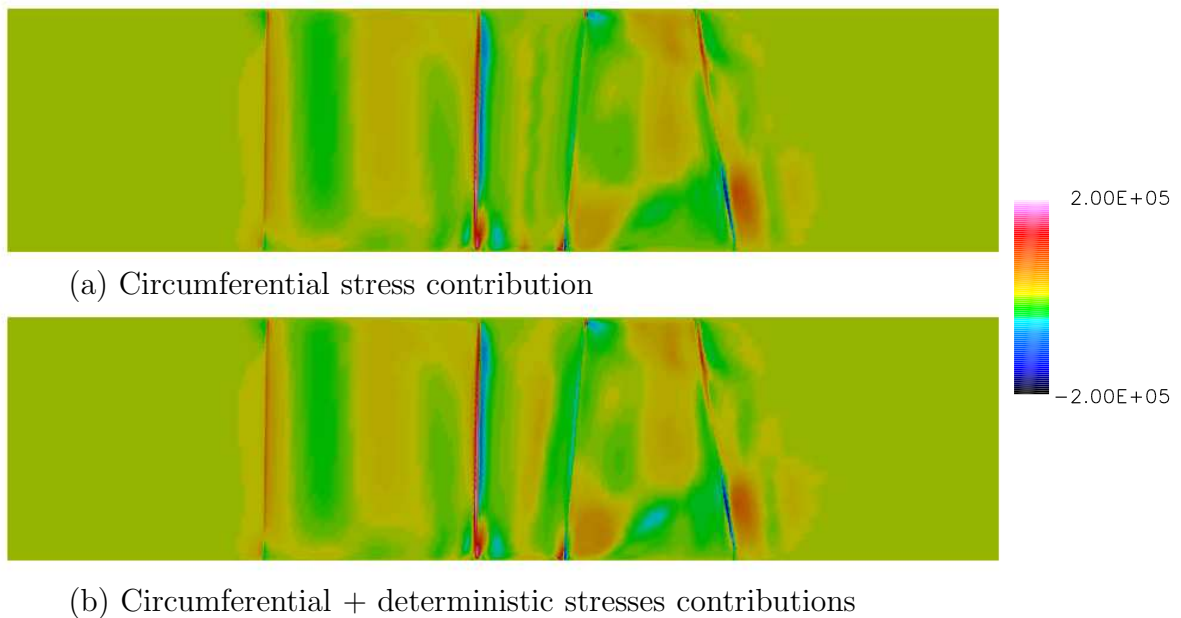 (a) Circumferential stress contribution
2.00E+05
−2.00E+05
(b) Circumferential + deterministic stresses contributions